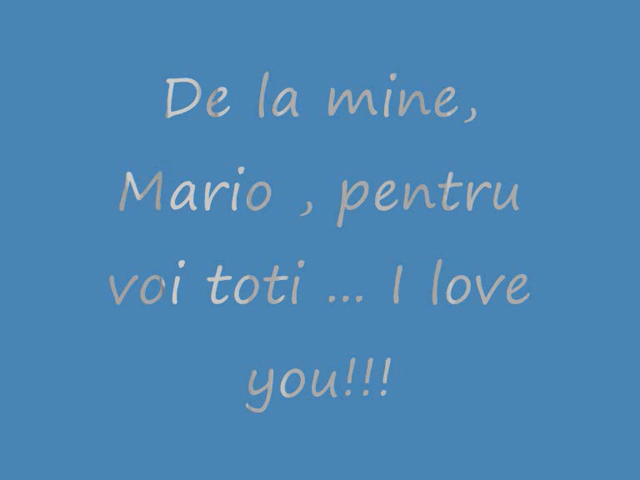 De la mine,
Mario , pentru
voi toti ... I love
you!!!